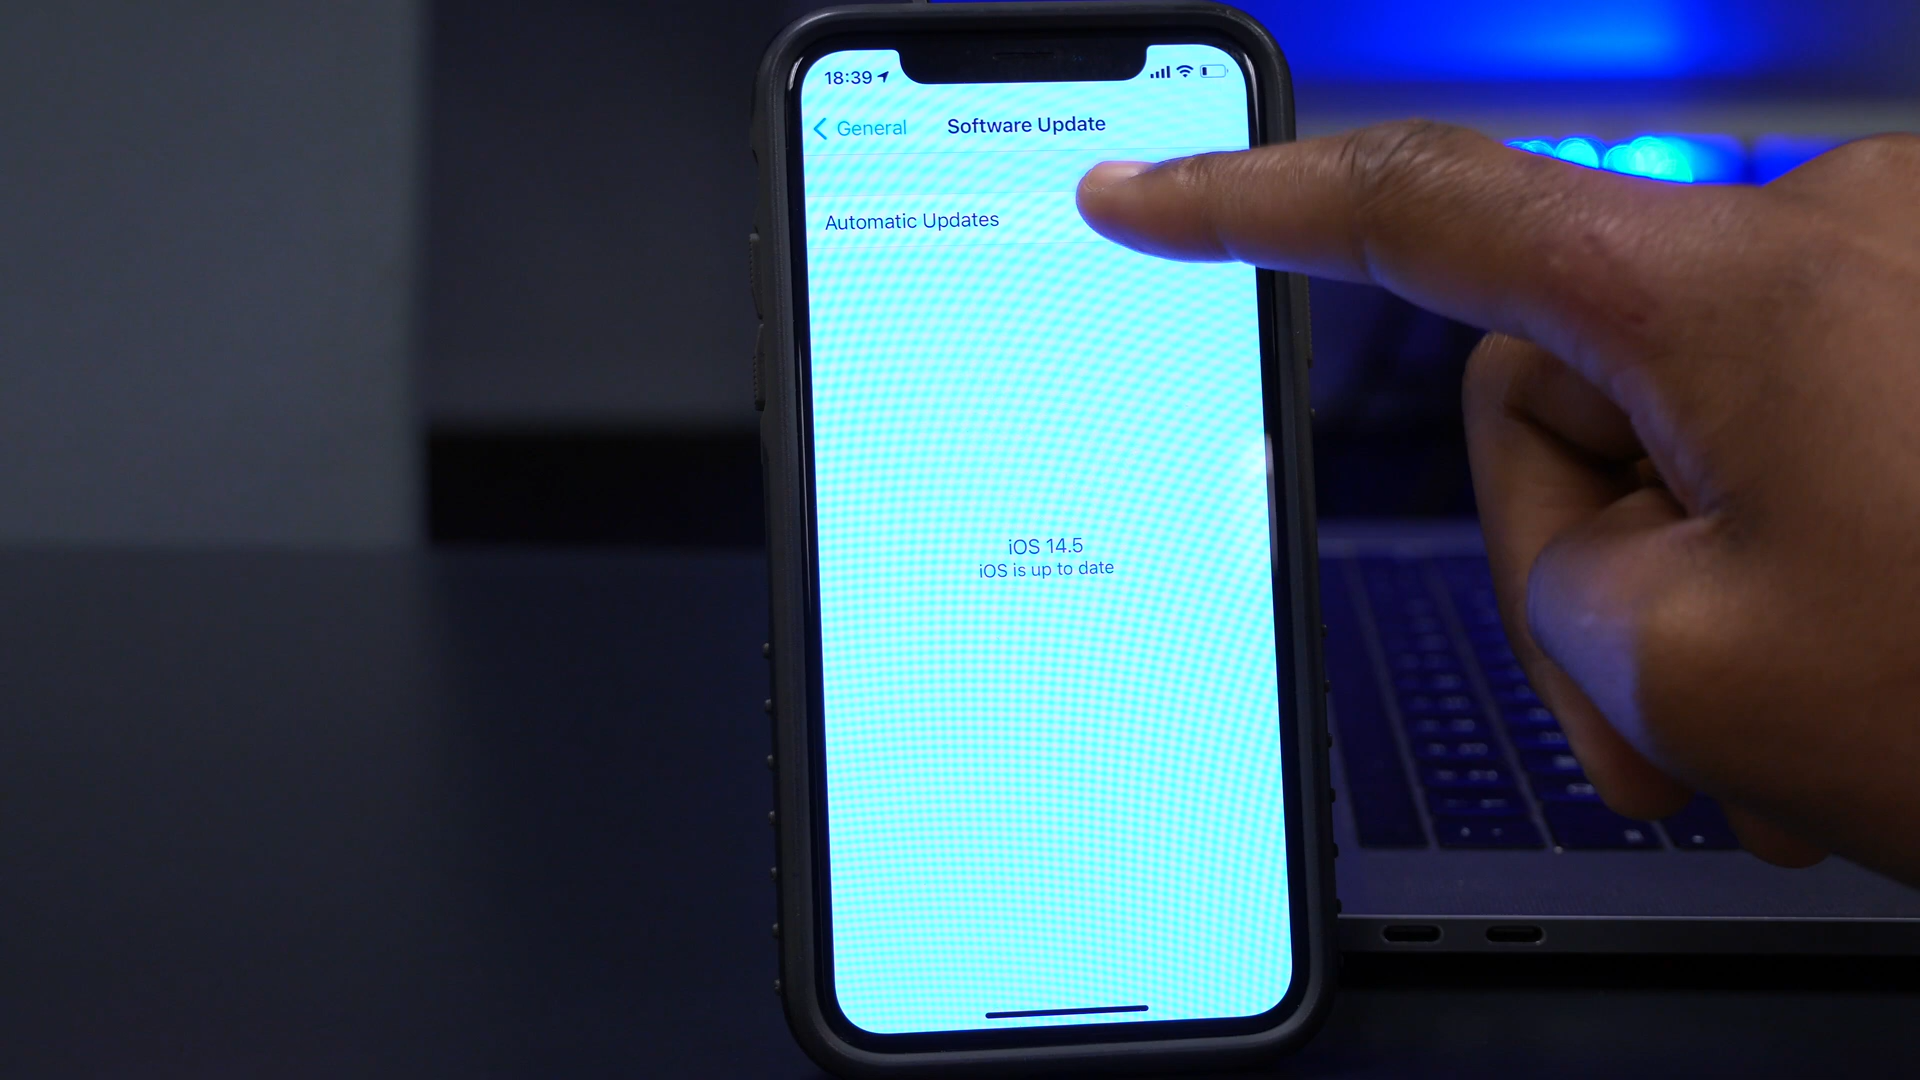 18:39
General
Software Update
Automatic Updates
iOS 14.5
iOS is up to date